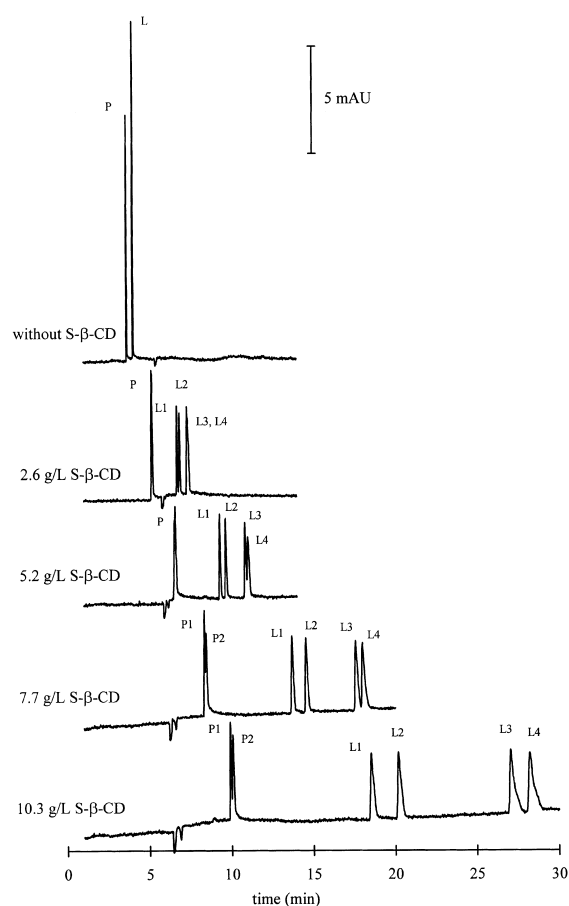 L
P
5 mAU
without S-β-CD
P
L1
L2
L3, L4
2.6 g/L S-β-CD
P
L1
L2
L3
L4
5.2 g/L S-β-CD
P1
P2
L1
L2
L3
L4
7.7 g/L S-β-CD
P1
P2
L1
L2
L3
L4
10.3 g/L S-β-CD
0 5 10 15 20 25 30
time (min)